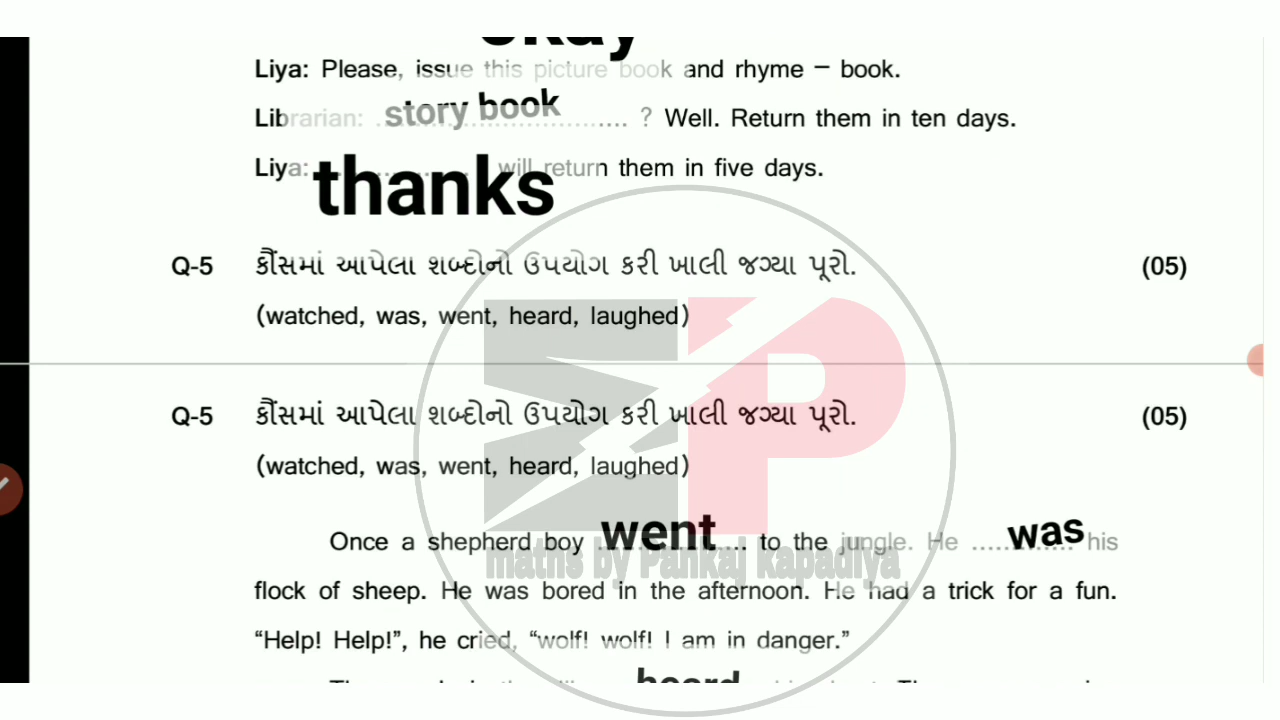 okay
Liya: Please, issue this picture book and rhyme – book.
Librarian: story book ? Well. Return them in ten days.
Liya: thanks I will return them in five days.
Q-5 કૌંસમાં આપેલા શબ્દોનો ઉપયોગ કરી ખાલી જગ્યા પૂરો. (05)
(watched, was, went, heard, laughed)
Q-5 કૌંસમાં આપેલા શબ્દોનો ઉપયોગ કરી ખાલી જગ્યા પૂરો. (05)
(watched, was, went, heard, laughed)
Once a shepherd boy went to the jungle. He was his
maths by Pankaj kapadiya
flock of sheep. He was bored in the afternoon. He had a trick for a fun.
“Help! Help!”, he cried, “wolf! wolf! I am in danger.”
heard